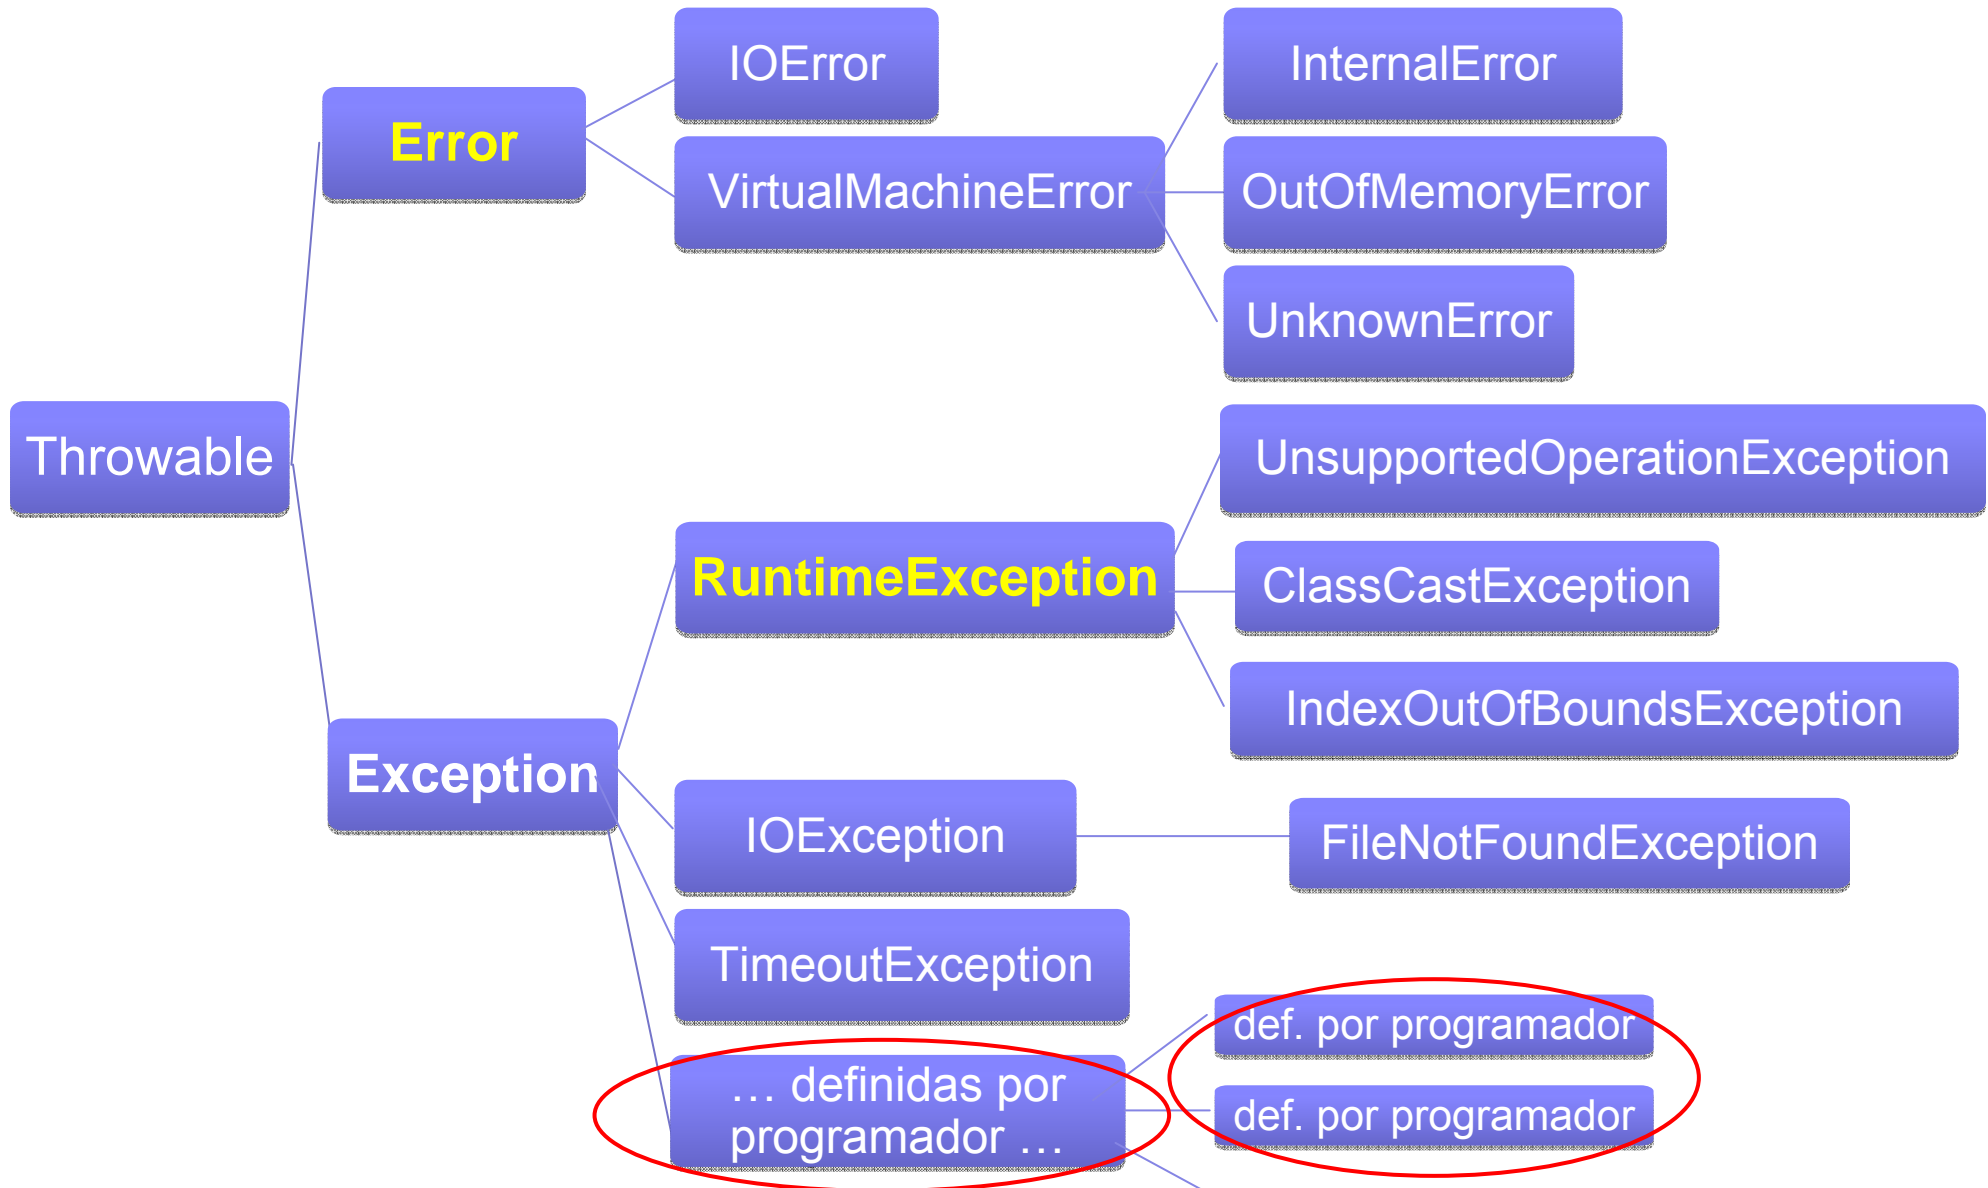 Throwable
Error
IOError
VirtualMachineError
InternalError
OutOfMemoryError
UnknownError
Exception
RuntimeException
UnsupportedOperationException
ClassCastException
IndexOutOfBoundsException
IOException
FileNotFoundException
TimeoutException
… definidas por
programador …
def. por programador
def. por programador